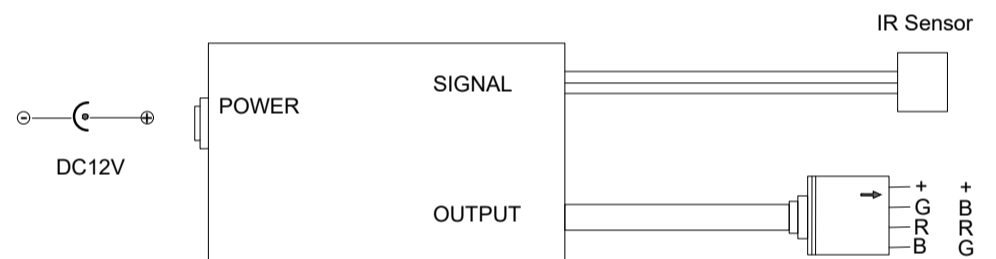 IR Sensor
SIGNAL
POWER
⊖ ⊕
DC12V
OUTPUT
+ +
G B
R R
B G